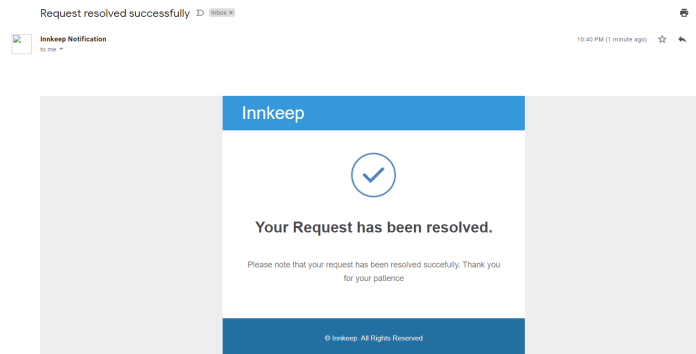 Request resolved successfully
Inbox ×
Innkeep Notification
10:40 PM (1 minute ago)
to me
Innkeep
Your Request has been resolved.
Please note that your request has been resolved succefully. Thank you
for your patience
© Innkeep. All Rights Reserved